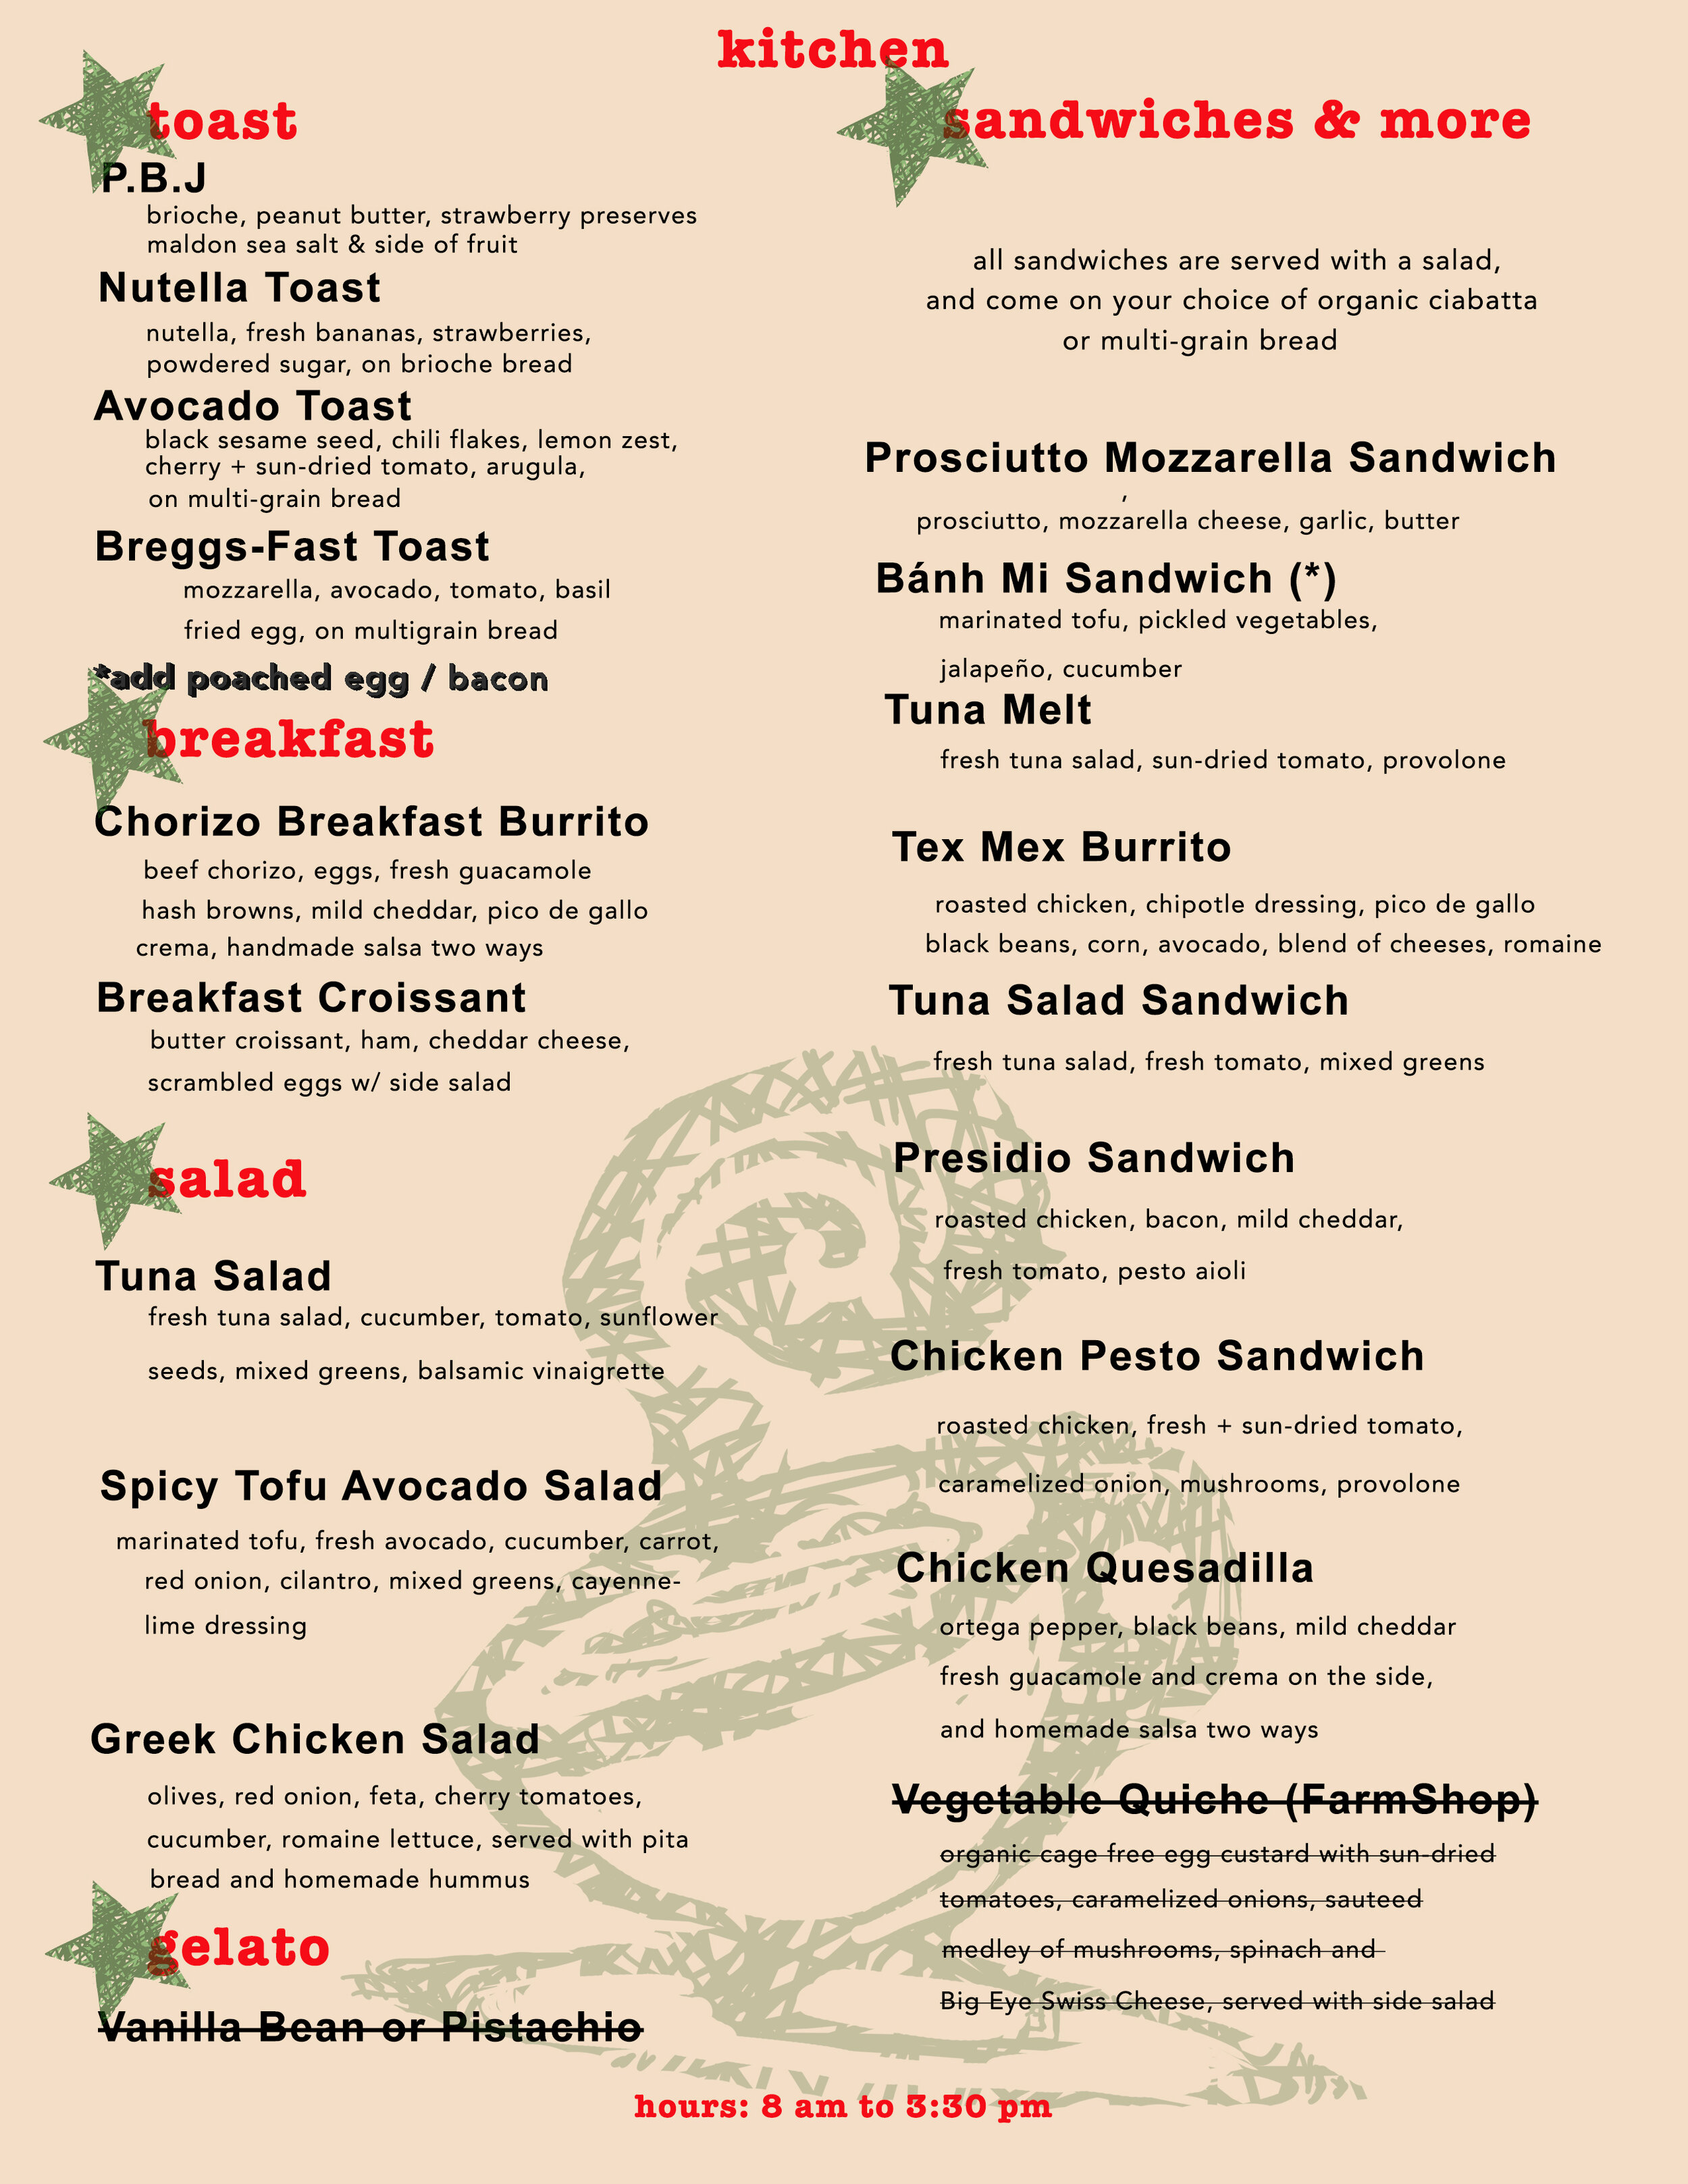 kitchen
toast
P.B.J
brioche, peanut butter, strawberry preserves
maldon sea salt & side of fruit
Nutella Toast
nutella, fresh bananas, strawberries,
powdered sugar, on brioche bread
Avocado Toast
black sesame seed, chili flakes, lemon zest,
cherry + sun-dried tomato, arugula,
on multi-grain bread
Breggs-Fast Toast
mozzarella, avocado, tomato, basil
fried egg, on multigrain bread
*add poached egg / bacon
breakfast
Chorizo Breakfast Burrito
beef chorizo, eggs, fresh guacamole
hash browns, mild cheddar, pico de gallo
crema, handmade salsa two ways
Breakfast Croissant
butter croissant, ham, cheddar cheese,
scrambled eggs w/ side salad
salad
Tuna Salad
fresh tuna salad, cucumber, tomato, sunflower
seeds, mixed greens, balsamic vinaigrette
Spicy Tofu Avocado Salad
marinated tofu, fresh avocado, cucumber, carrot,
red onion, cilantro, mixed greens, cayenne-
lime dressing
Greek Chicken Salad
olives, red onion, feta, cherry tomatoes,
cucumber, romaine lettuce, served with pita
bread and homemade hummus
gelato
Vanilla Bean or Pistachio
sandwiches & more
all sandwiches are served with a salad,
and come on your choice of organic ciabatta
or multi-grain bread
Prosciutto Mozzarella Sandwich
,
prosciutto, mozzarella cheese, garlic, butter
Bánh Mi Sandwich (*)
marinated tofu, pickled vegetables,
jalapeño, cucumber
Tuna Melt
fresh tuna salad, sun-dried tomato, provolone
Tex Mex Burrito
roasted chicken, chipotle dressing, pico de gallo
black beans, corn, avocado, blend of cheeses, romaine
Tuna Salad Sandwich
fresh tuna salad, fresh tomato, mixed greens
Presidio Sandwich
roasted chicken, bacon, mild cheddar,
fresh tomato, pesto aioli
Chicken Pesto Sandwich
roasted chicken, fresh + sun-dried tomato,
caramelized onion, mushrooms, provolone
Chicken Quesadilla
ortega pepper, black beans, mild cheddar
fresh guacamole and crema on the side,
and homemade salsa two ways
Vegetable Quiche (FarmShop)
organic cage free egg custard with sun-dried
tomatoes, caramelized onions, sauteed
medley of mushrooms, spinach and
Big Eye Swiss Cheese, served with side salad
hours: 8 am to 3:30 pm